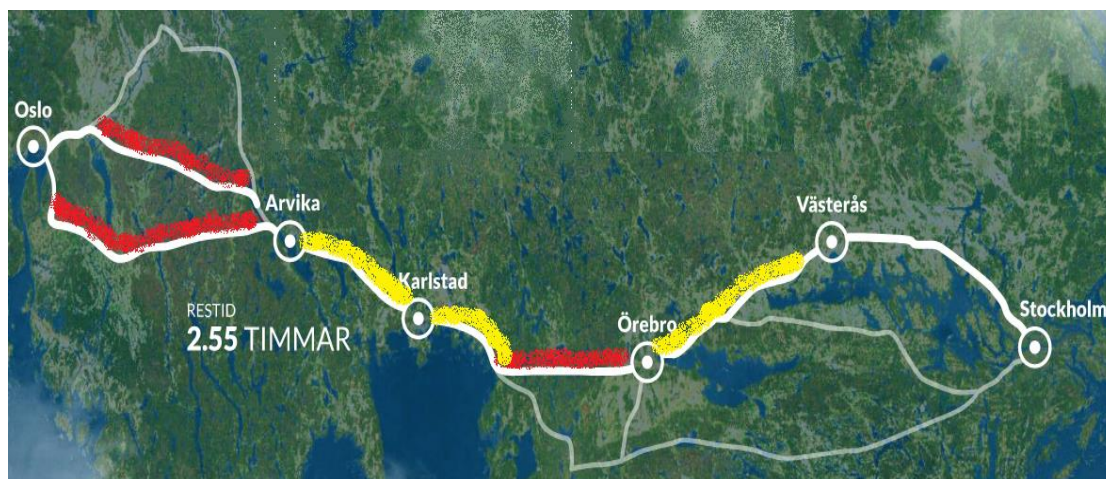 Oslo
Arvika
Västerås
Karlstad
RESTID
2.55 TIMMAR
Örebro
Stockholm